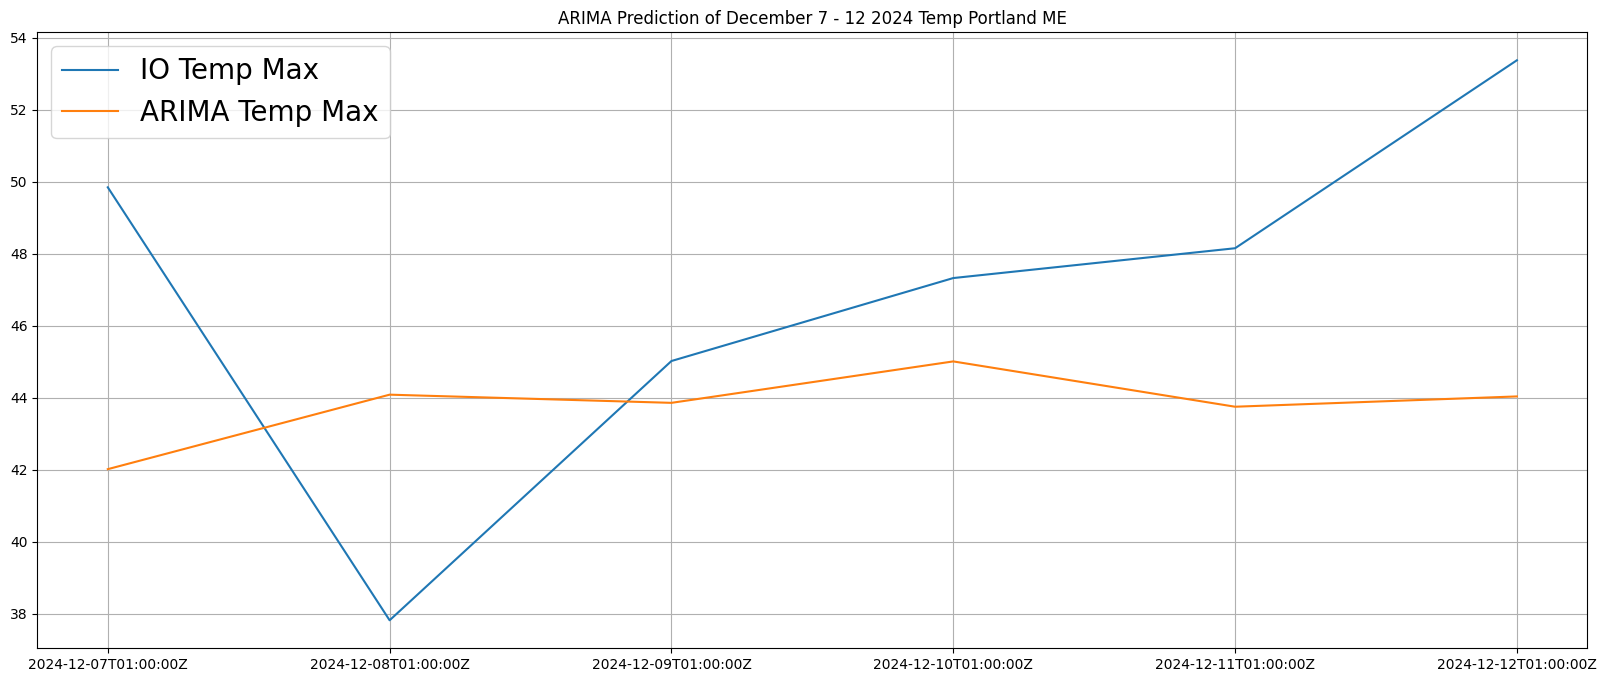 ARIMA Prediction of December 7 - 12 2024 Temp Portland ME
IO Temp Max
ARIMA Temp Max
54
52
50
48
46
44
42
40
38
2024-12-07T01:00:00Z 2024-12-08T01:00:00Z 2024-12-09T01:00:00Z 2024-12-10T01:00:00Z 2024-12-11T01:00:00Z 2024-12-12T01:00:00Z